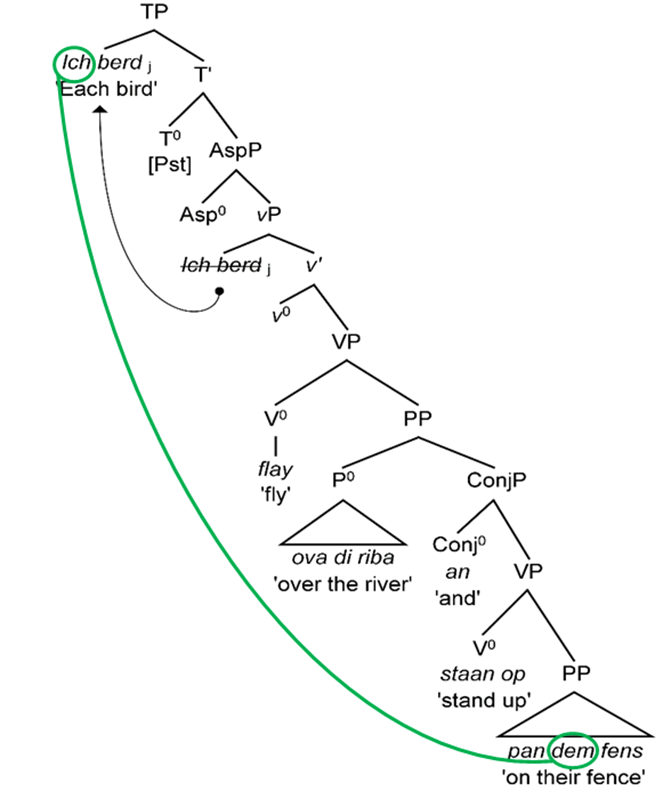 TP
Ich berd j
'Each bird'
T'
T⁰
[Pst]
AspP
Asp⁰
vP
Ich berd j
v'
v⁰
VP
V⁰
PP
flay
'fly'
P⁰
ConjP
ova di riba
'over the river'
Conj⁰
an
'and'
VP
V⁰
staan op
'stand up'
PP
pan dem fens
'on their fence'